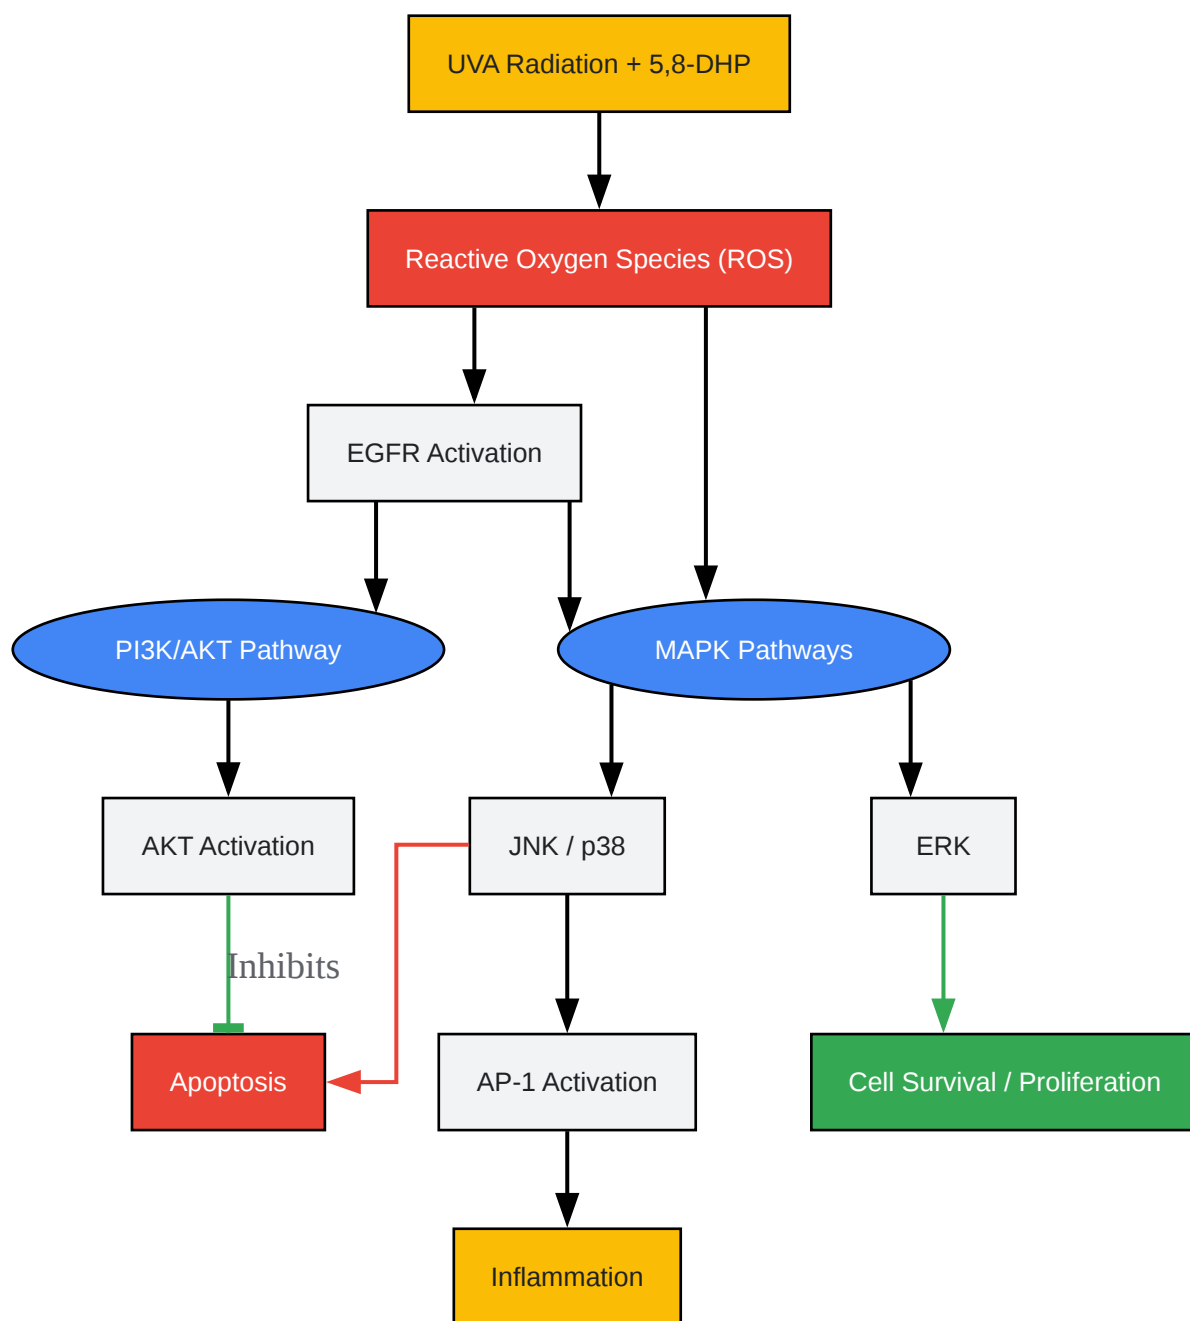 UVA Radiation + 5,8-DHP
Reactive Oxygen Species (ROS)
EGFR Activation
PI3K/AKT Pathway
MAPK Pathways
AKT Activation
JNK / p38
ERK
Inhibits
Apoptosis
AP-1 Activation
Cell Survival / Proliferation
Inflammation